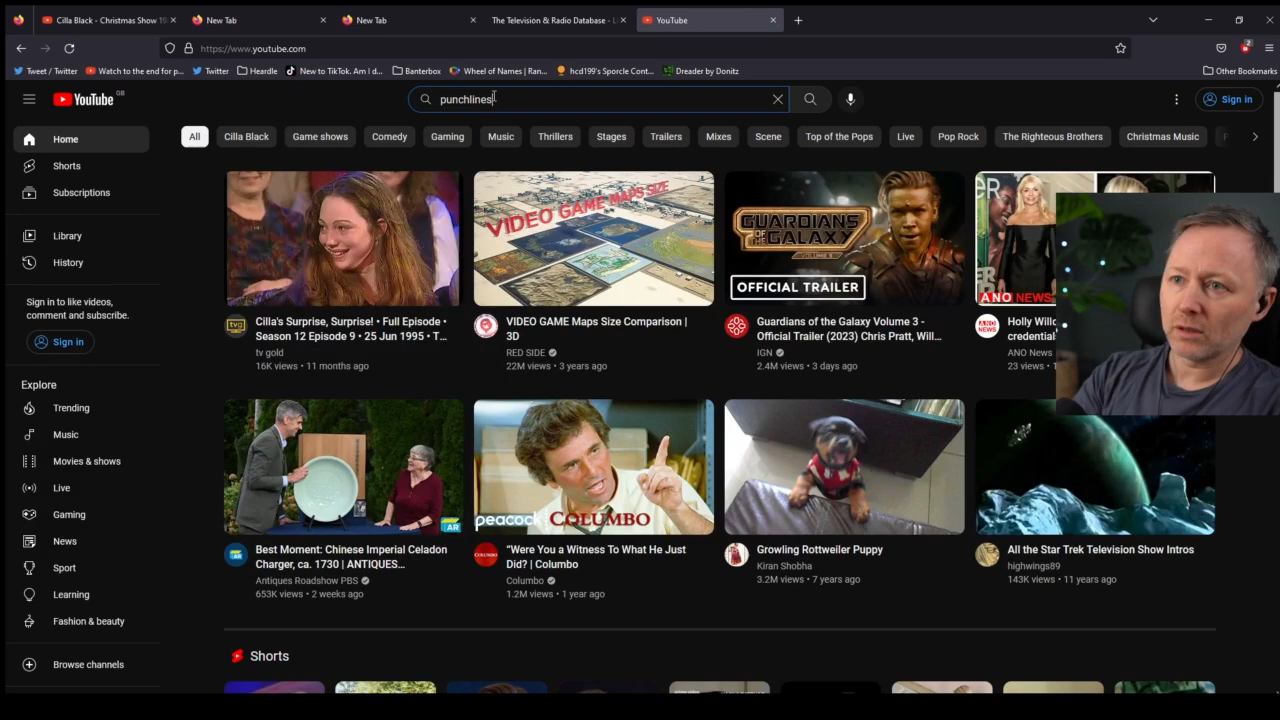 Cilla Black - Christmas Show 19
New Tab
New Tab
The Television & Radio Database - L
YouTube
https://www.youtube.com
2
Tweet / Twitter
Watch to the end for p...
Twitter
Heardle
New to TikTok. Am I d...
Banterbox
Wheel of Names | Ran...
hcd199's Sporcle Cont...
Dreader by Donitz
Other Bookmarks
YouTube GB
punchlines
Sign in
Home
Shorts
Subscriptions
Library
History
Sign in to like videos,
comment and subscribe.
Sign in
Explore
Trending
Music
Movies & shows
Live
Gaming
News
Sport
Learning
Fashion & beauty
Browse channels
All
Cilla Black
Game shows
Comedy
Gaming
Music
Thrillers
Stages
Trailers
Mixes
Scene
Top of the Pops
Live
Pop Rock
The Righteous Brothers
Christmas Music
VIDEO GAME MAPS SIZE
GUARDIANS
OF THE GALAXY
VOLUME 3
OFFICIAL TRAILER
ER
ANO NEWS
tvg
Cilla's Surprise, Surprise! • Full Episode •
Season 12 Episode 9 • 25 Jun 1995 • T...
tv gold
16K views • 11 months ago
VIDEO GAME Maps Size Comparison |
3D
RED SIDE
22M views • 3 years ago
Guardians of the Galaxy Volume 3 -
Official Trailer (2023) Chris Pratt, Will...
IGN
2.4M views • 3 days ago
Holly Willo
credential
ANO News
23 views •
AR
peacock
COLUMBO
Best Moment: Chinese Imperial Celadon
Charger, ca. 1730 | ANTIQUES...
Antiques Roadshow PBS
653K views • 2 weeks ago
COLUMBO
"Were You a Witness To What He Just
Did? | Columbo
Columbo
1.2M views • 1 year ago
Growling Rottweiler Puppy
Kiran Shobha
3.2M views • 7 years ago
All the Star Trek Television Show Intros
highwings89
143K views • 11 years ago
Shorts